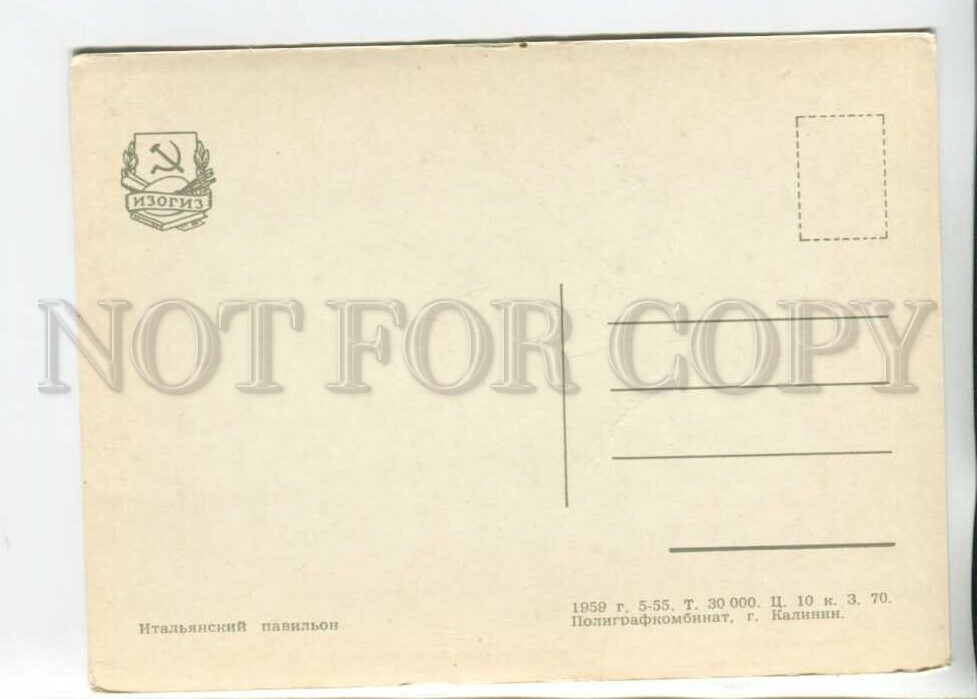 ИЗОГИЗ
NOT FOR COPY
Итальянский павильон
1959 г. 5-55. Т. 30 000. Ц. 10 к. З. 70.
Полиграфкомбинат, г. Калинин.